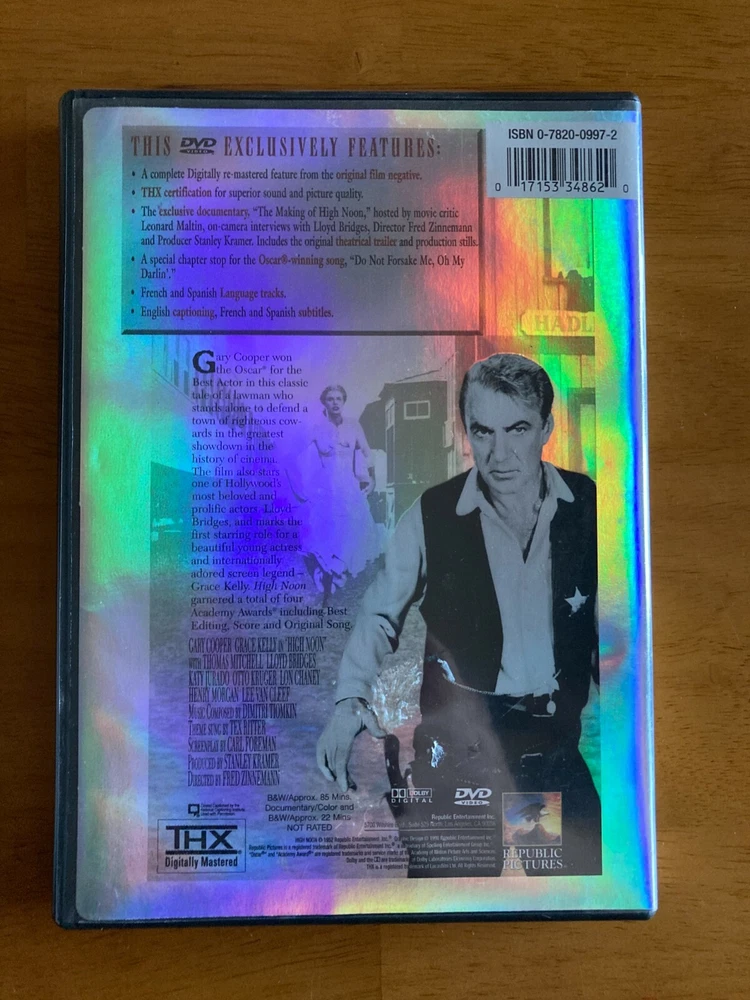 THIS DVD VIDEO EXCLUSIVELY FEATURES:
ISBN 0-7820-0997-2
0 17153 34862 0
• A complete Digitally re-mastered feature from the original film negative.
• THX certification for superior sound and picture quality.
• The exclusive documentary, "The Making of High Noon," hosted by movie critic
Leonard Maltin, on-camera interviews with Lloyd Bridges, Director Fred Zinnemann
and Producer Stanley Kramer. Includes the original theatrical trailer and production stills.
• A special chapter stop for the Oscar®-winning song, "Do Not Forsake Me, Oh My
Darlin'."
• French and Spanish Language tracks.
• English captioning, French and Spanish subtitles.
HADL
Gary Cooper won
the Oscar® for the
Best Actor in this classic
tale of a lawman who
stands alone to defend a
town of righteous cow-
ards in the greatest
showdown in the
history of cinema.
The film also stars
one of Hollywood's
most beloved and
prolific actors, Lloyd
Bridges, and marks the
first starring role for a
beautiful young actress
and internationally
adored screen legend –
Grace Kelly. High Noon
garnered a total of four
Academy Awards® including Best
Editing, Score and Original Song.
GARY COOPER GRACE KELLY IN "HIGH NOON"
WITH THOMAS MITCHELL LLOYD BRIDGES
KATY JURADO OTTO KRUGER LON CHANEY
HENRY MORGAN LEE VAN CLEEF
MUSIC COMPOSED BY DIMITRI TIOMKIN
THEME SUNG BY TEX RITTER
SCREENPLAY BY CARL FOREMAN
PRODUCED BY STANLEY KRAMER
DIRECTED BY FRED ZINNEMANN
B&W/Approx. 85 Mins.
Documentary/Color and
B&W/Approx. 22 Mins.
NOT RATED
DOLBY
DIGITAL
DVD
VIDEO
THX
Digitally Mastered
Republic Entertainment Inc.
REPUBLIC
PICTURES